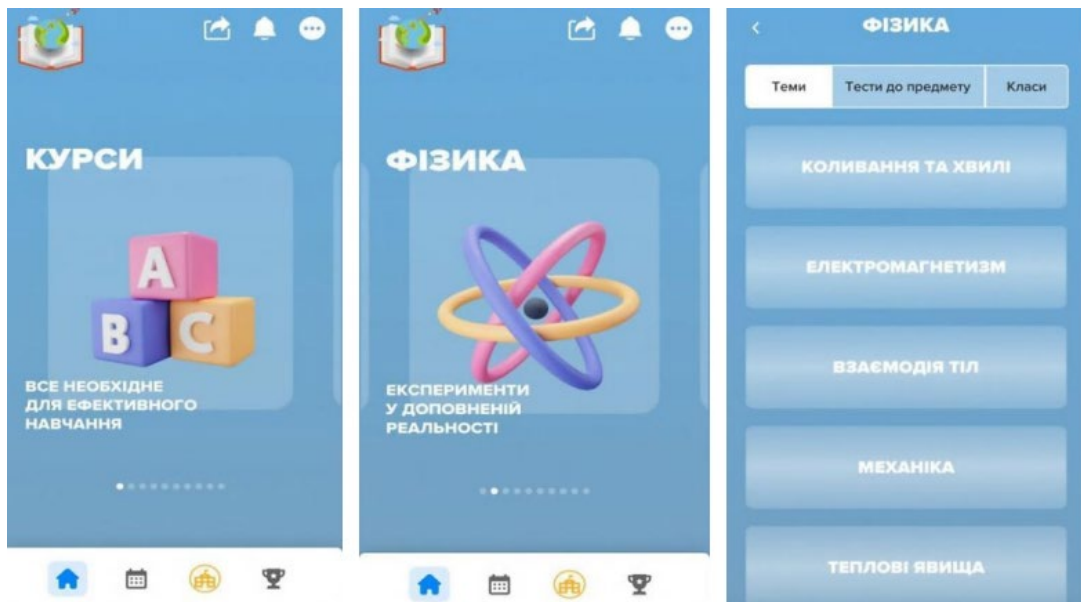 КУРСИ
A
B
C
ВСЕ НЕОБХІДНЕ
ДЛЯ ЕФЕКТИВНОГО
НАВЧАННЯ
ФІЗИКА
ЕКСПЕРИМЕНТИ
У ДОПОВНЕНІЙ
РЕАЛЬНОСТІ
ФІЗИКА
Теми
Тести до предмету
Класи
КОЛИВАННЯ ТА ХВИЛІ
ЕЛЕКТРОМАГНЕТИЗМ
ВЗАЄМОДІЯ ТІЛ
МЕХАНІКА
ТЕПЛОВІ ЯВИЩА